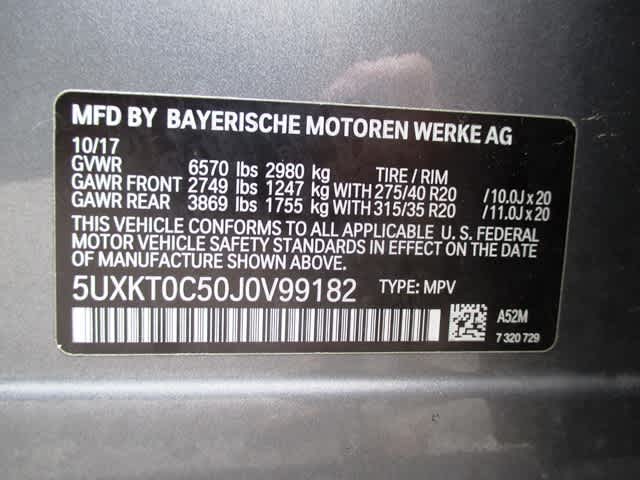 MFD BY BAYERISCHE MOTOREN WERKE AG
10/17
GVWR 6570 lbs 2980 kg TIRE / RIM
GAWR FRONT 2749 lbs 1247 kg WITH 275/40 R20 /10.0J x 20
GAWR REAR 3869 lbs 1755 kg WITH 315/35 R20 /11.0J x 20
THIS VEHICLE CONFORMS TO ALL APPLICABLE U. S. FEDERAL
MOTOR VEHICLE SAFETY STANDARDS IN EFFECT ON THE DATE
OF MANUFACTURE SHOWN ABOVE.
5UXKT0C50J0V99182 TYPE: MPV
A52M
7 320 729